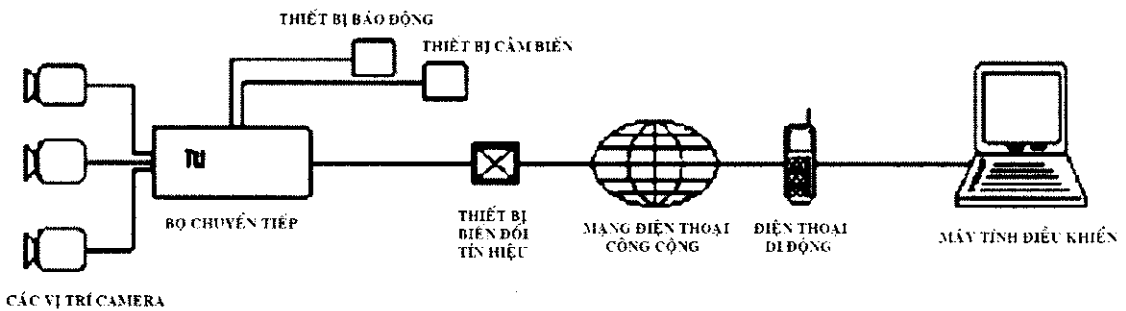 THIẾT BỊ BÁO ĐỘNG
THIẾT BỊ CẢM BIẾN
BỘ CHUYỂN TIẾP
THIẾT BỊ
BIẾN ĐỔI
TÍN HIỆU
MẠNG ĐIỆN THOẠI
CÔNG CỘNG
ĐIỆN THOẠI
DI ĐỘNG
MÁY TÍNH ĐIỀU KHIỂN
CÁC VỊ TRÍ CAMERA